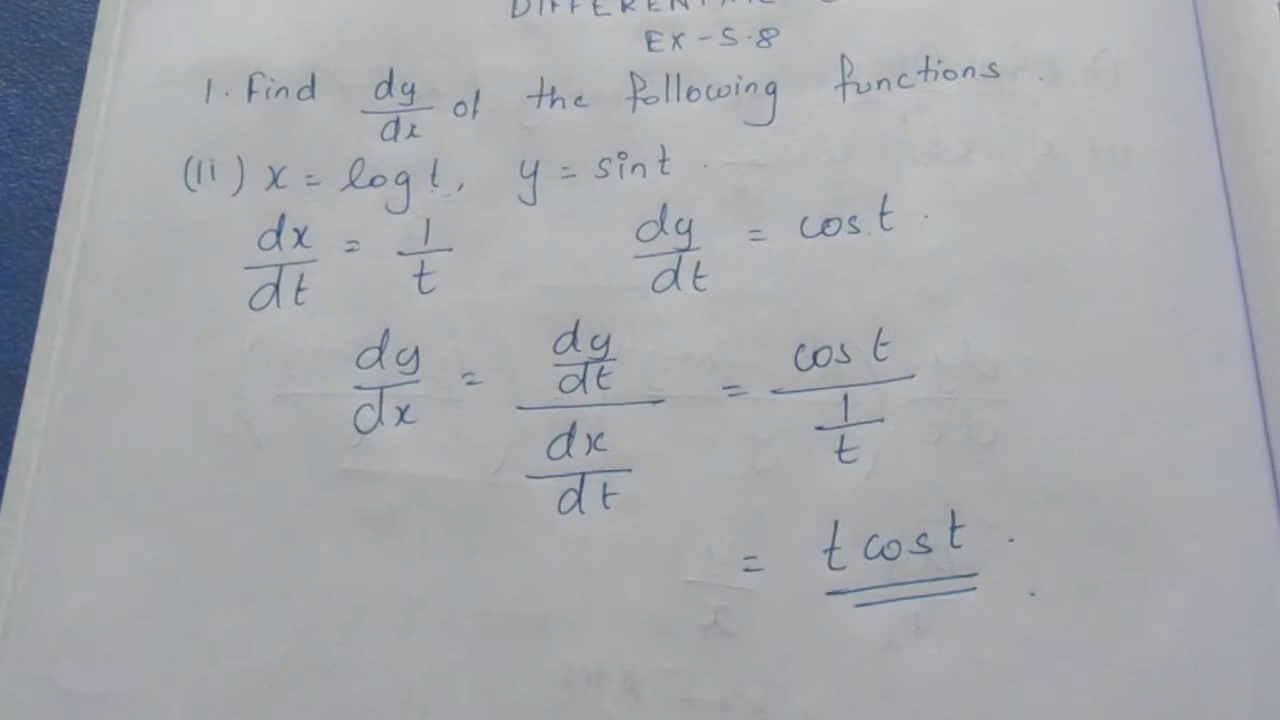 EX-5.8
1. Find dy/dx of the following functions.
(ii) x = log t, y = sin t.
dx/dt = 1/t dy/dt = cos t.
dy/dx = (dy/dt)/(dx/dt) = cos t/(1/t)
= t cos t.